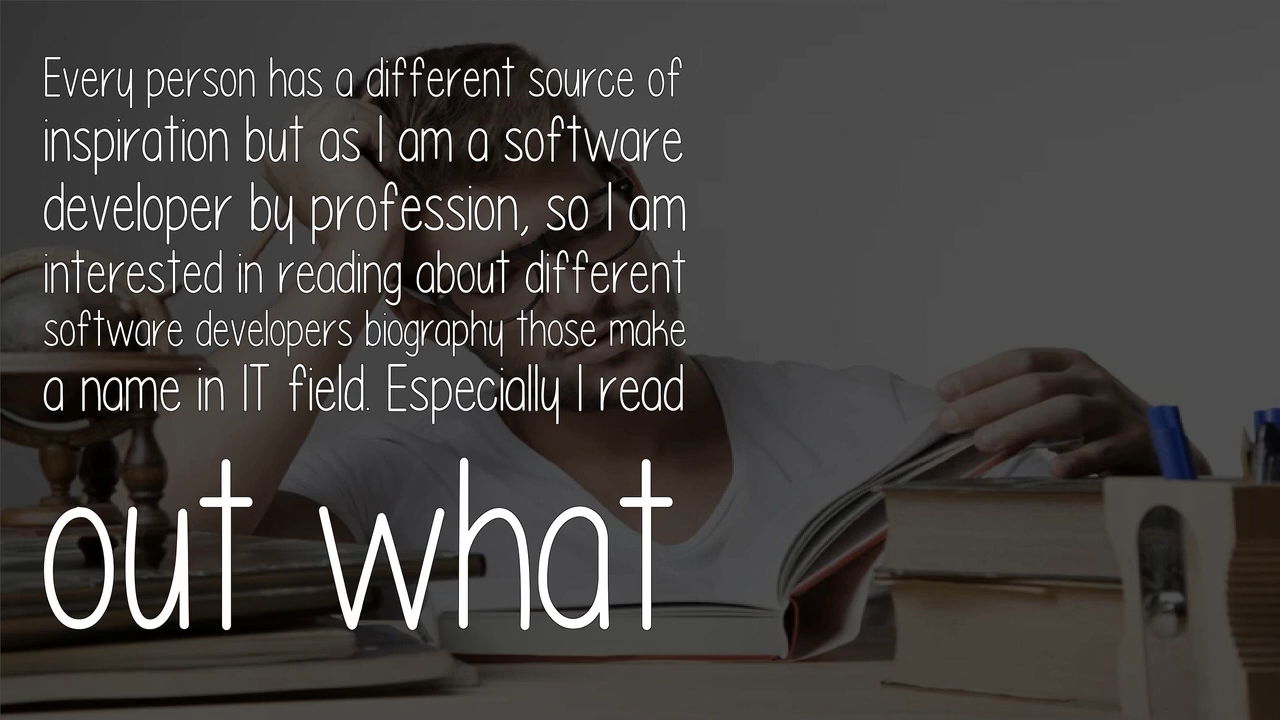 Every person has a different source of
inspiration but as I am a software
developer by profession, so I am
interested in reading about different
software developers biography those make
a name in IT field. Especially I read
out what